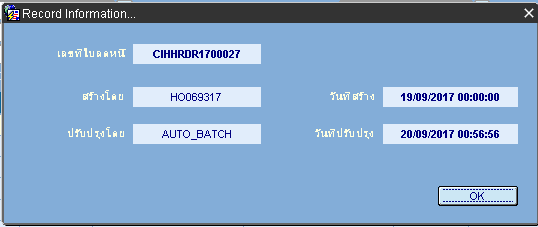 Record Information...
เลขที่ใบลดหนี้ CIHHRDR1700027
สร้างโดย HO069317 วันที่สร้าง 19/09/2017 00:00:00
ปรับปรุงโดย AUTO_BATCH วันที่ปรับปรุง 20/09/2017 00:56:56
OK